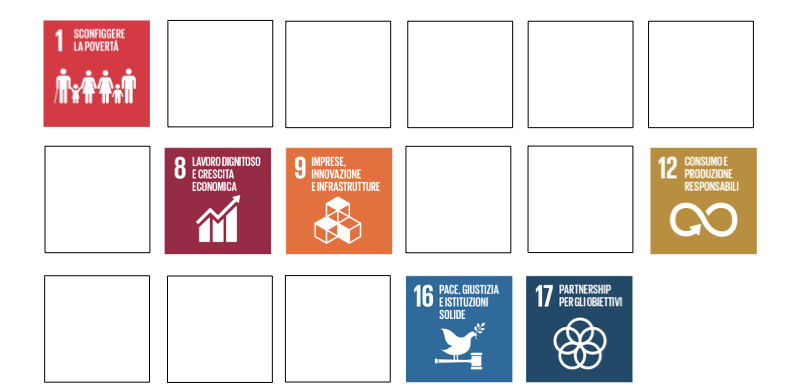 1 SCONFIGGERE
LA POVERTÀ
8 LAVORO DIGNITOSO
E CRESCITA
ECONOMICA
9 IMPRESE,
INNOVAZIONE
E INFRASTRUTTURE
12 CONSUMO E
PRODUZIONE
RESPONSABILI
16 PACE, GIUSTIZIA
E ISTITUZIONI
SOLIDE
17 PARTNERSHIP
PER GLI OBIETTIVI